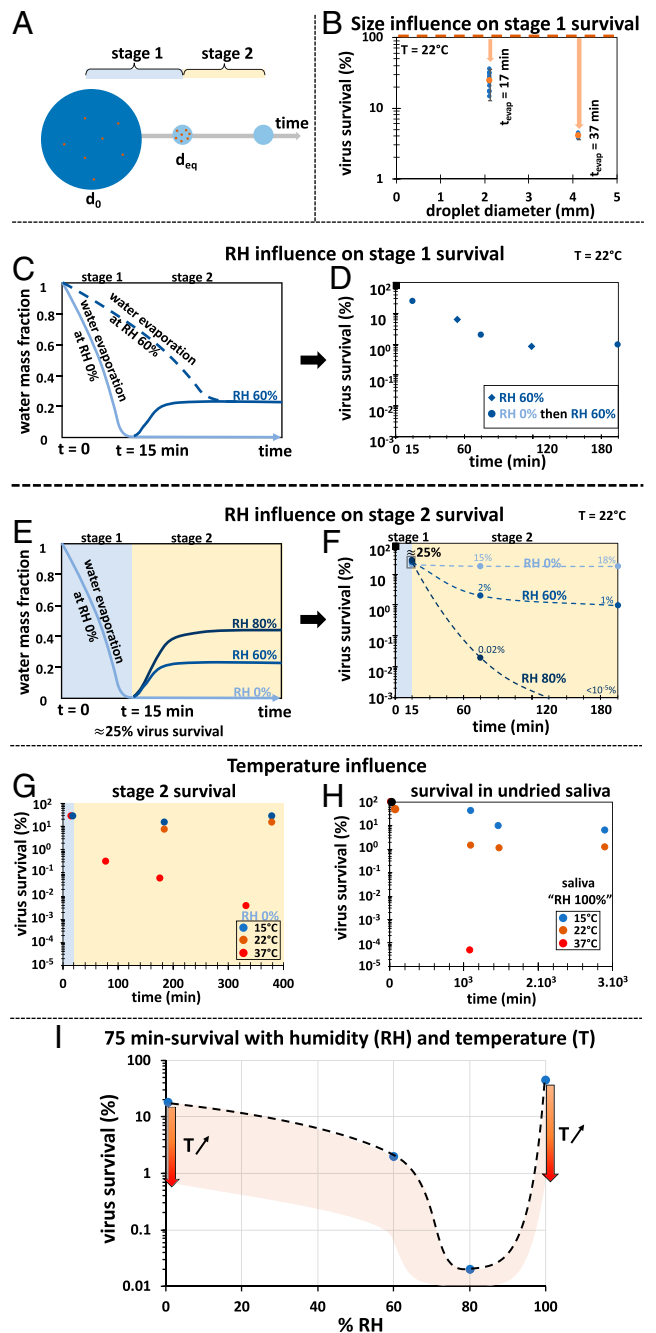 A
stage 1 stage 2
time
d0
deq
B
Size influence on stage 1 survival
T = 22°C
virus survival (%)
100
10
1
tevap = 17 min
tevap = 37 min
0 1 2 3 4 5
droplet diameter (mm)
RH influence on stage 1 survival
T = 22°C
C
stage 1 stage 2
water mass fraction
1
0.8
0.6
0.4
0.2
0
water evaporation
at RH 60%
water evaporation
at RH 0%
RH 60%
t = 0 t = 15 min time
D
virus survival (%)
10²
10¹
10⁰
10⁻¹
10⁻²
10⁻³
RH 60%
RH 0% then RH 60%
0 15 60 120 180
time (min)
RH influence on stage 2 survival
T = 22°C
E
stage 1 stage 2
water mass fraction
1
0.8
0.6
0.4
0.2
0
water evaporation
at RH 0%
RH 80%
RH 60%
RH 0%
t = 0 t = 15 min time
≈25% virus survival
F
stage 1 stage 2
virus survival (%)
10²
10¹
10⁰
10⁻¹
10⁻²
10⁻³
≈25%
15% RH 0% 18%
2% RH 60% 1%
0.02%
RH 80% <10⁻⁵%
0 15 60 120 180
time (min)
Temperature influence
G
stage 2 survival
virus survival (%)
10²
10¹
10⁰
10⁻¹
10⁻²
10⁻³
10⁻⁴
10⁻⁵
RH 0%
15°C
22°C
37°C
0 100 200 300 400
time (min)
H
survival in undried saliva
virus survival (%)
10²
10¹
10⁰
10⁻¹
10⁻²
10⁻³
10⁻⁴
10⁻⁵
saliva
“RH 100%”
15°C
22°C
37°C
0 10³ 2.10³ 3.10³
time (min)
I
75 min-survival with humidity (RH) and temperature (T)
virus survival (%)
100
10
1
0.1
0.01
T
T
0 20 40 60 80 100
% RH